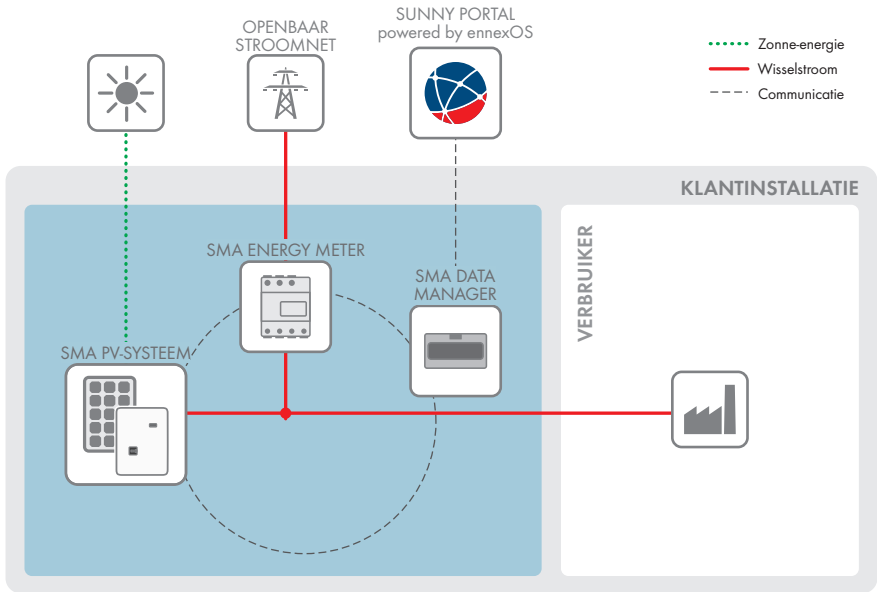 OPENBAAR
STROOMNET
SUNNY PORTAL
powered by ennexOS
Zonne-energie
Wisselstroom
Communicatie
KLANTINSTALLATIE
SMA ENERGY METER
SMA DATA
MANAGER
VERBRUIKER
SMA PV-SYSTEEM